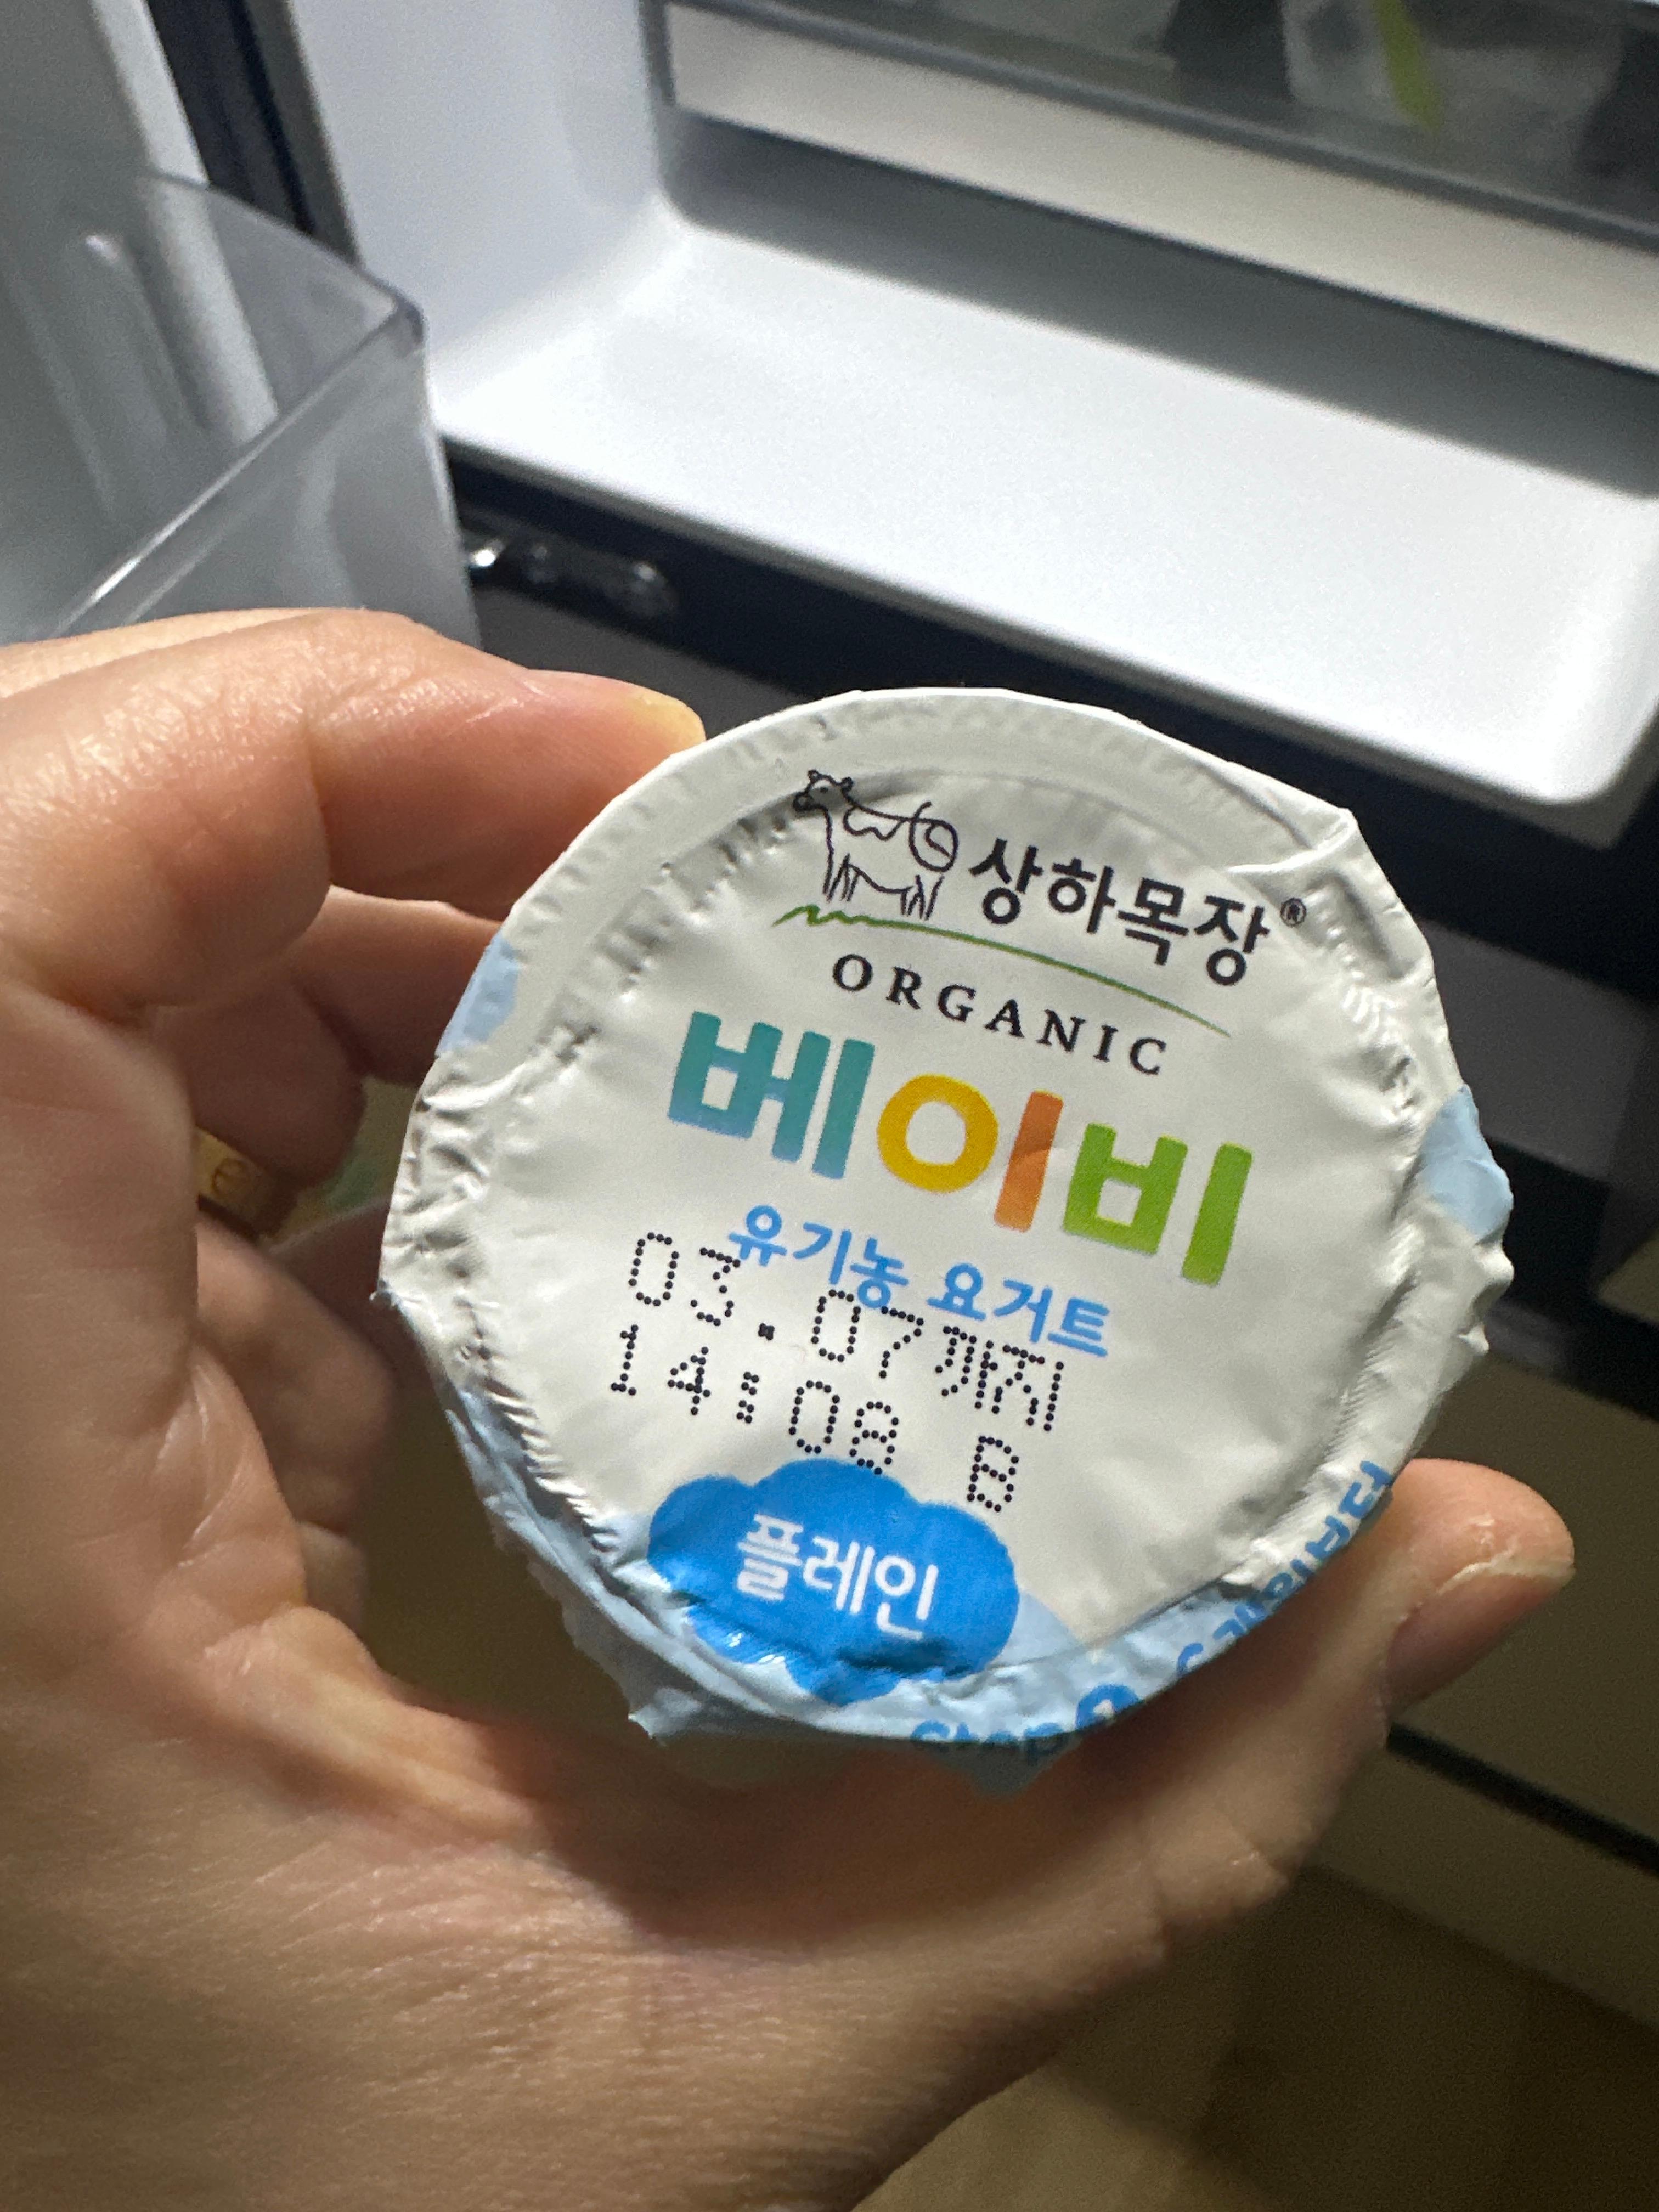 상하목장®
ORGANIC
베이비
유기농 요거트
03.07까지
14:08 B
플레인